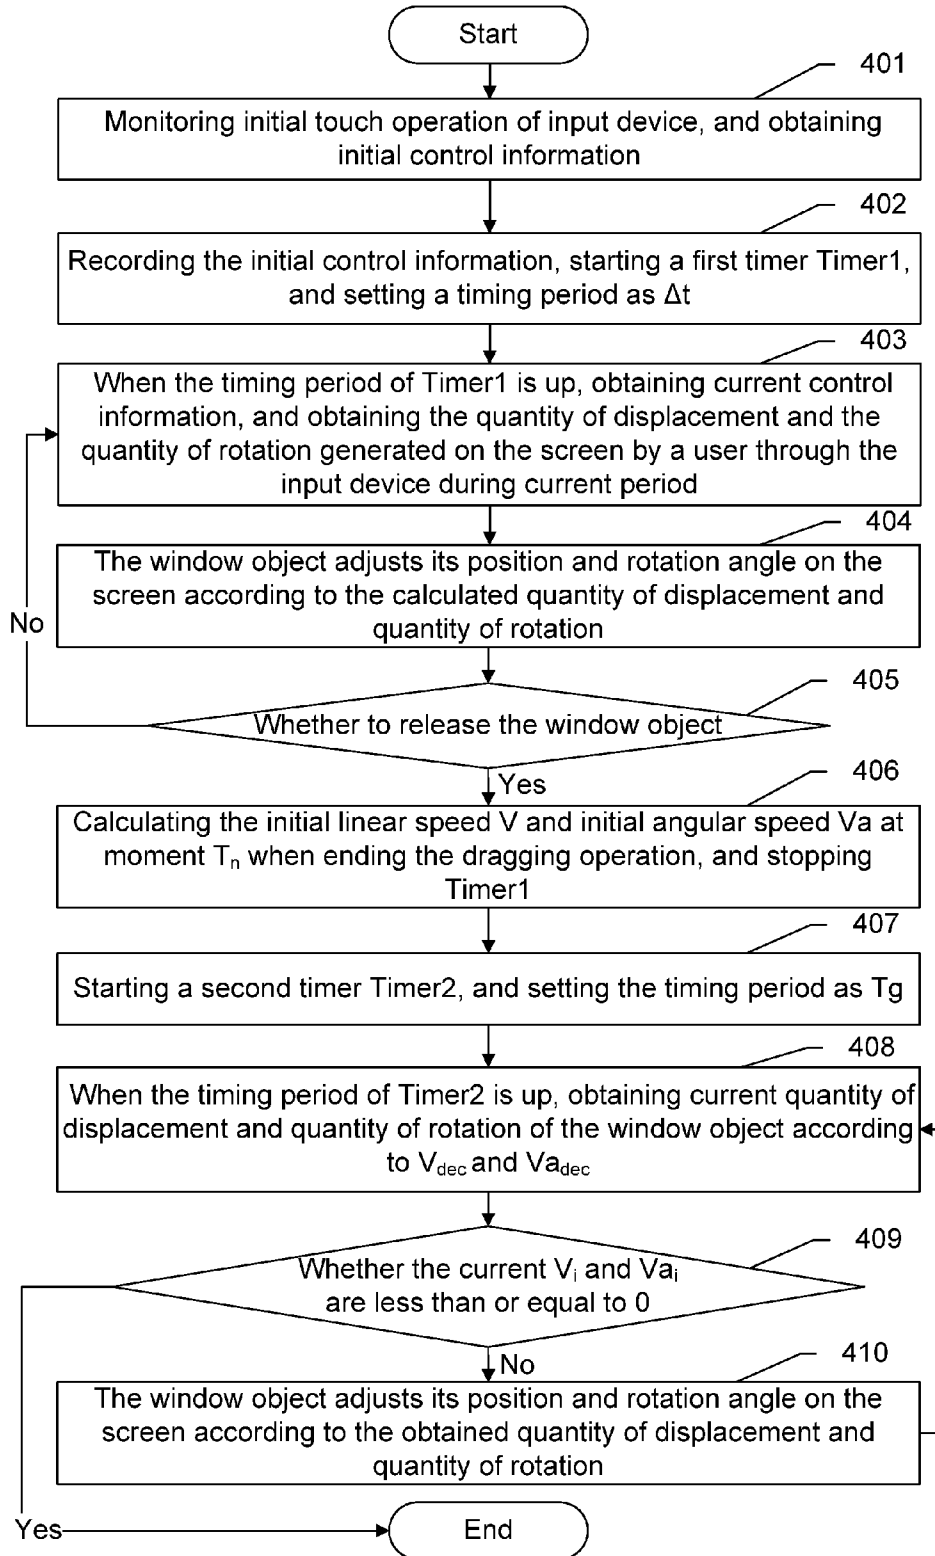 Start
401
Monitoring initial touch operation of input device, and obtaining
initial control information
402
Recording the initial control information, starting a first timer Timer1,
and setting a timing period as Δt
403
When the timing period of Timer1 is up, obtaining current control
information, and obtaining the quantity of displacement and the
quantity of rotation generated on the screen by a user through the
input device during current period
404
The window object adjusts its position and rotation angle on the
screen according to the calculated quantity of displacement and
quantity of rotation
No
405
Whether to release the window object
Yes
406
Calculating the initial linear speed V and initial angular speed Va at
moment Tn when ending the dragging operation, and stopping
Timer1
407
Starting a second timer Timer2, and setting the timing period as Tg
408
When the timing period of Timer2 is up, obtaining current quantity of
displacement and quantity of rotation of the window object according
to Vdec and Vadec
409
Whether the current Vi and Vai
are less than or equal to 0
No
410
The window object adjusts its position and rotation angle on the
screen according to the obtained quantity of displacement and
quantity of rotation
Yes
End